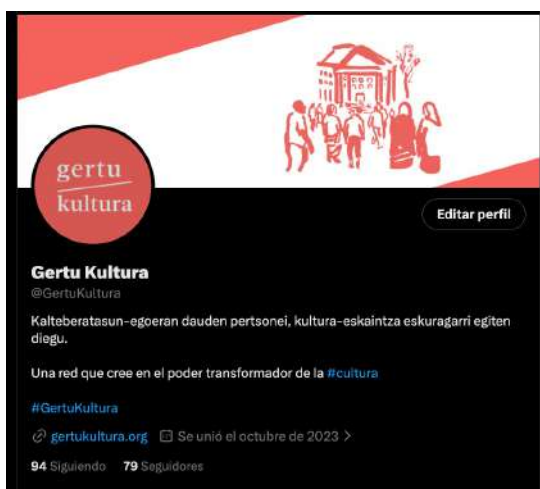 gertu
kultura
Editar perfil
Gertu Kultura
@GertuKultura
Kalteberatasun-egoeran dauden pertsonei, kultura-eskaintza eskuragarri egiten
diegu.
Una red que cree en el poder transformador de la #cultura
#GertuKultura
gertukultura.org Se unió el octubre de 2023
94 Siguiendo 79 Seguidores